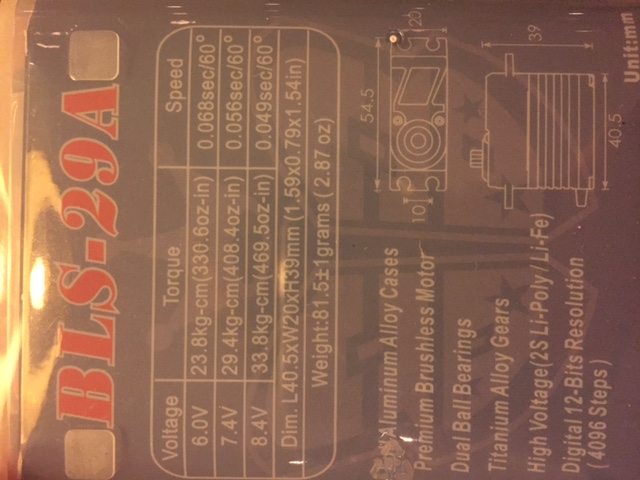 BLS-29A
Voltage Torque Speed
6.0V 23.8kg-cm(330.6oz-in) 0.068sec/60°
7.4V 29.4kg-cm(408.4oz-in) 0.056sec/60°
8.4V 33.8kg-cm(469.5oz-in) 0.049sec/60°
Dim. L40.5xW20xH39mm (1.59x0.79x1.54in)
Weight:81.5±1grams ( 2.87 oz)
54.5
20
10
39
40.5
Unit:mm
Aluminum Alloy Cases
Premium Brushless Motor
Dual Ball Bearings
Titanium Alloy Gears
High Voltage(2S Li-Poly / Li-Fe)
Digital 12-Bits Resolution
( 4096 Steps )